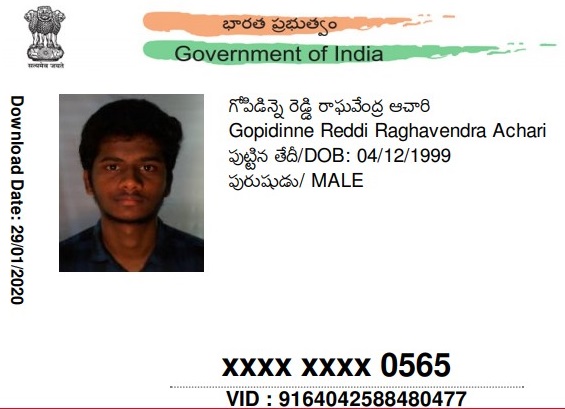 భారత ప్రభుత్వం
Government of India
सत्यमेव जयते
Download Date: 29/01/2020
గోపిడిన్నె రెడ్డి రాఘవేంద్ర ఆచారి
Gopidinne Reddi Raghavendra Achari
పుట్టిన తేదీ/DOB: 04/12/1999
పురుషుడు/ MALE
xxxx xxxx 0565
VID : 9164042588480477